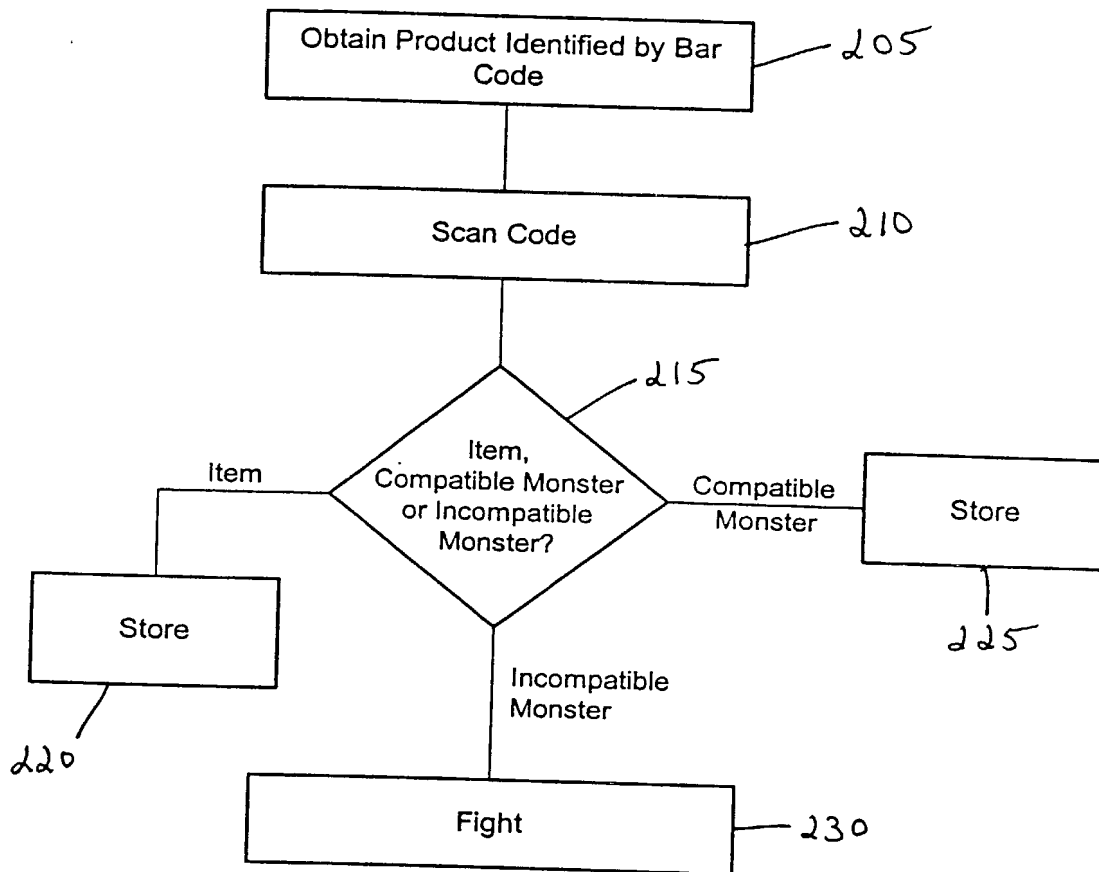 Obtain Product Identified by Bar
Code
205
Scan Code
210
215
Item,
Compatible Monster
or Incompatible
Monster?
Item
Compatible
Monster
Store
225
Store
220
Incompatible
Monster
Fight
230